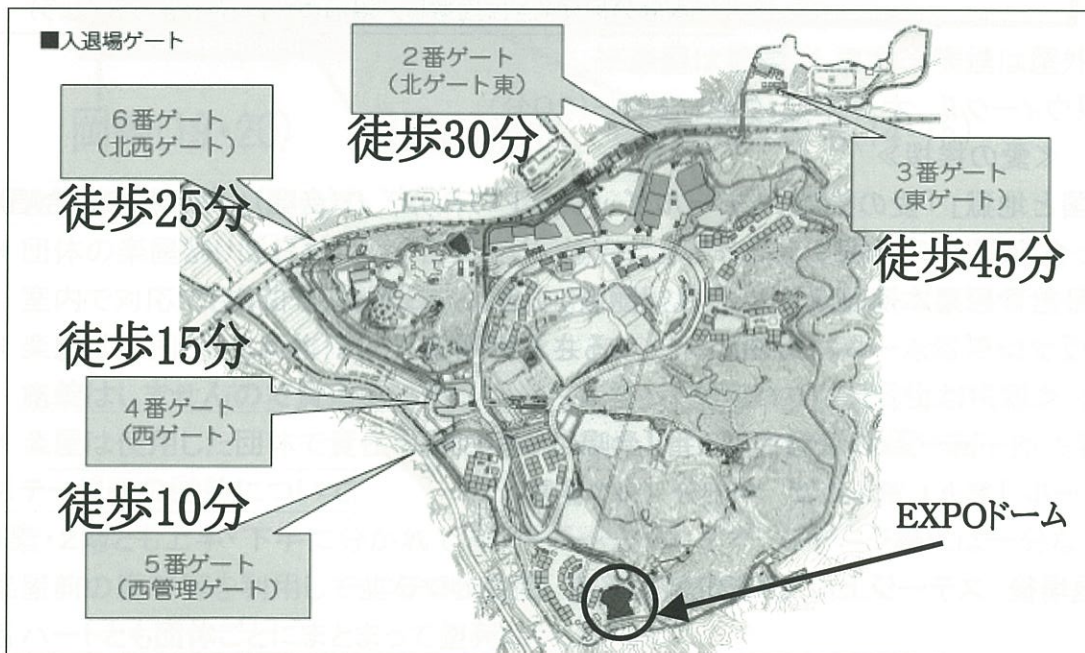 ■入退場ゲート
2番ゲート
(北ゲート東)
徒歩30分
6番ゲート
(北西ゲート)
徒歩25分
3番ゲート
(東ゲート)
徒歩45分
徒歩15分
4番ゲート
(西ゲート)
徒歩10分
5番ゲート
(西管理ゲート)
EXPOドーム